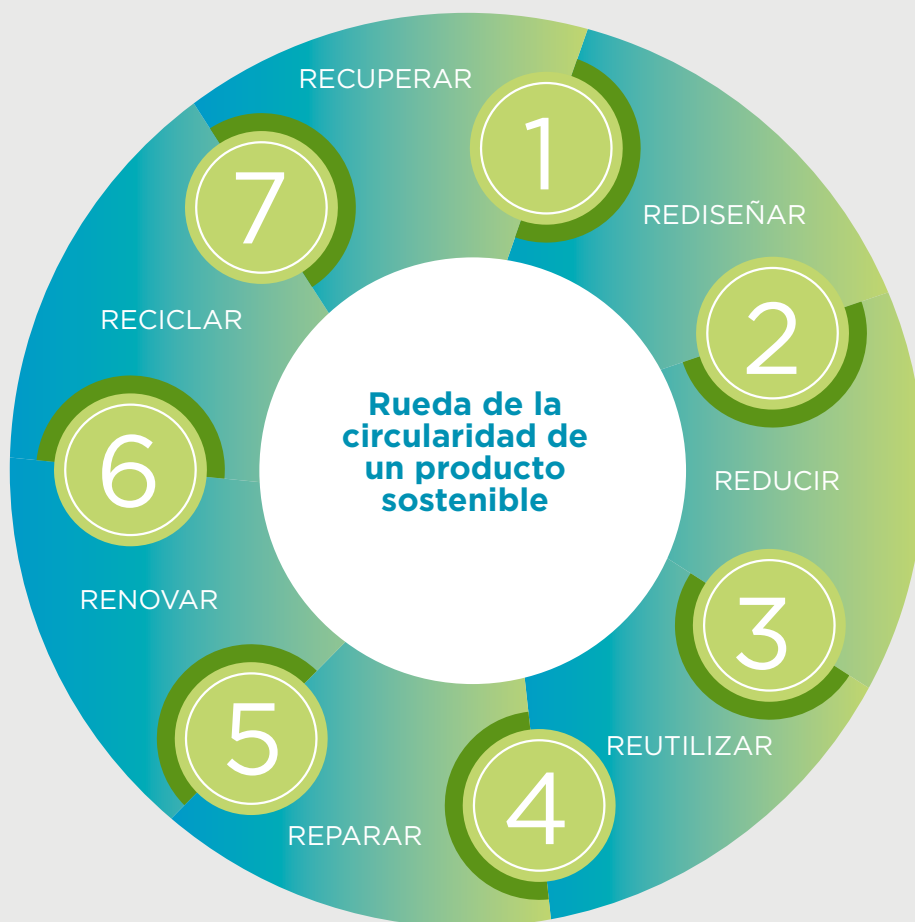 Rueda de la
circularidad de
un producto
sostenible
1
REDISEÑAR
2
REDUCIR
3
REUTILIZAR
4
REPARAR
5
RENOVAR
6
RECICLAR
7
RECUPERAR